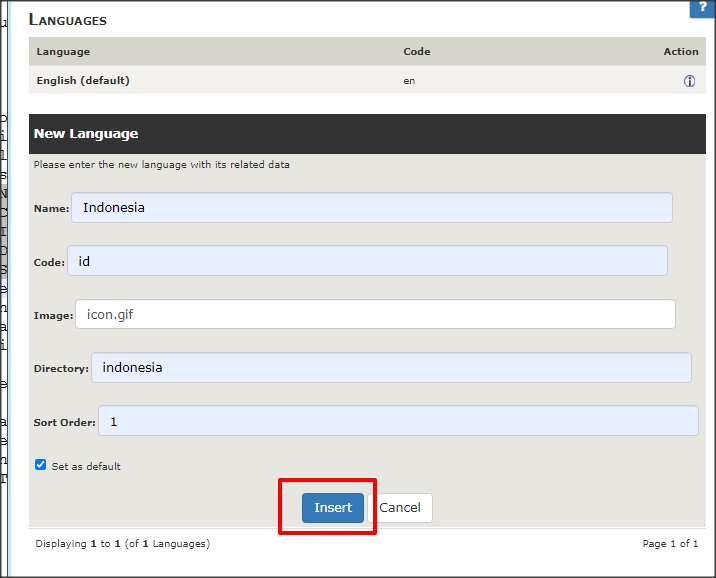 ?
LANGUAGES
Language Code Action
English (default) en
New Language
Please enter the new language with its related data
Name: Indonesia
Code: id
Image: icon.gif
Directory: indonesia
Sort Order: 1
Set as default
Insert Cancel
Displaying 1 to 1 (of 1 Languages) Page 1 of 1